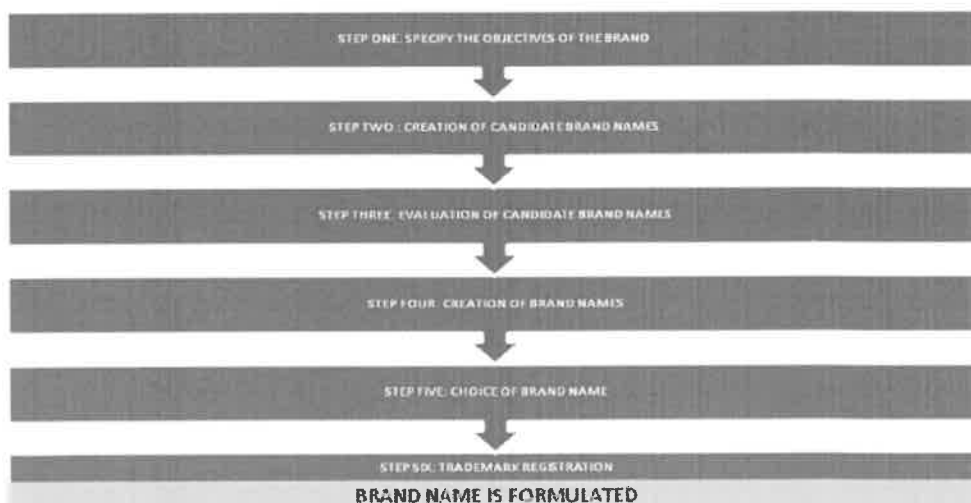 STEP ONE: SPECIFY THE OBJECTIVES OF THE BRAND
STEP TWO : CREATION OF CANDIDATE BRAND NAMES
STEP THREE: EVALUATION OF CANDIDATE BRAND NAMES
STEP FOUR: CREATION OF BRAND NAMES
STEP FIVE: CHOICE OF BRAND NAME
STEP SIX: TRADEMARK REGISTRATION
BRAND NAME IS FORMULATED